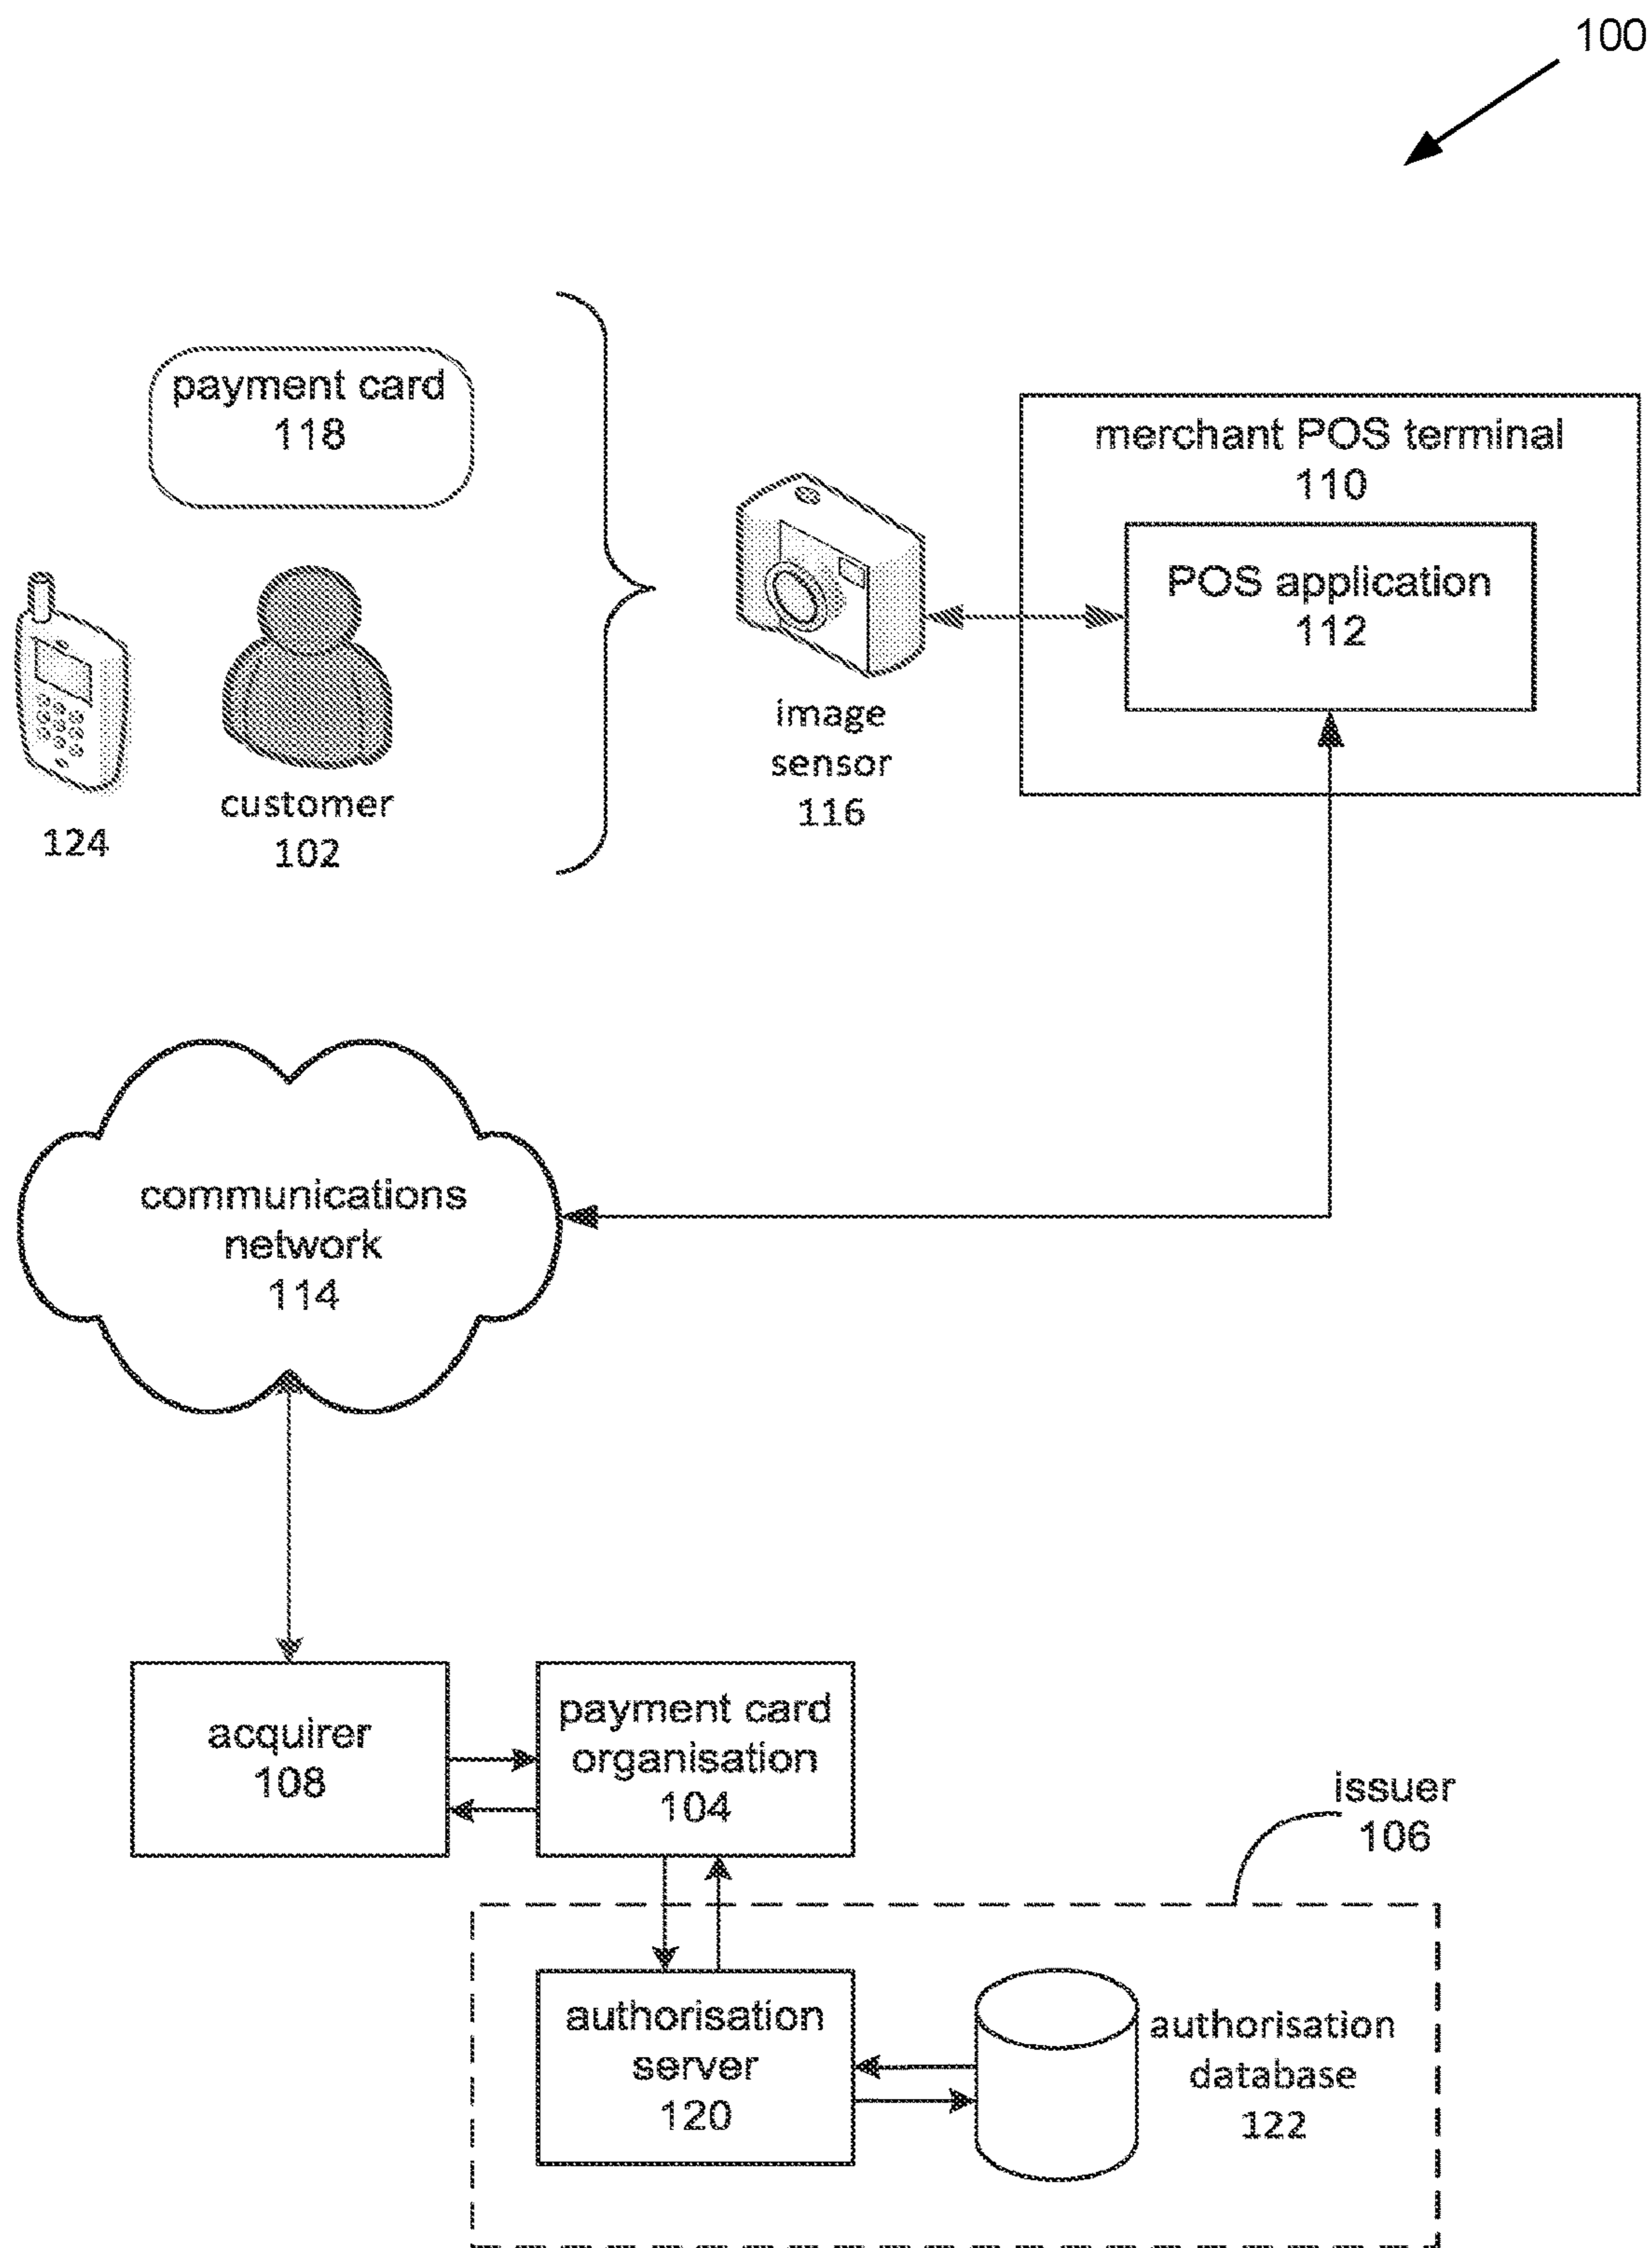 100
payment card
118
merchant POS terminal
110
POS application
112
image
sensor
116
customer
102
124
communications
network
114
acquirer
108
payment card
organisation
104
issuer
106
authorisation
server
120
authorisation
database
122